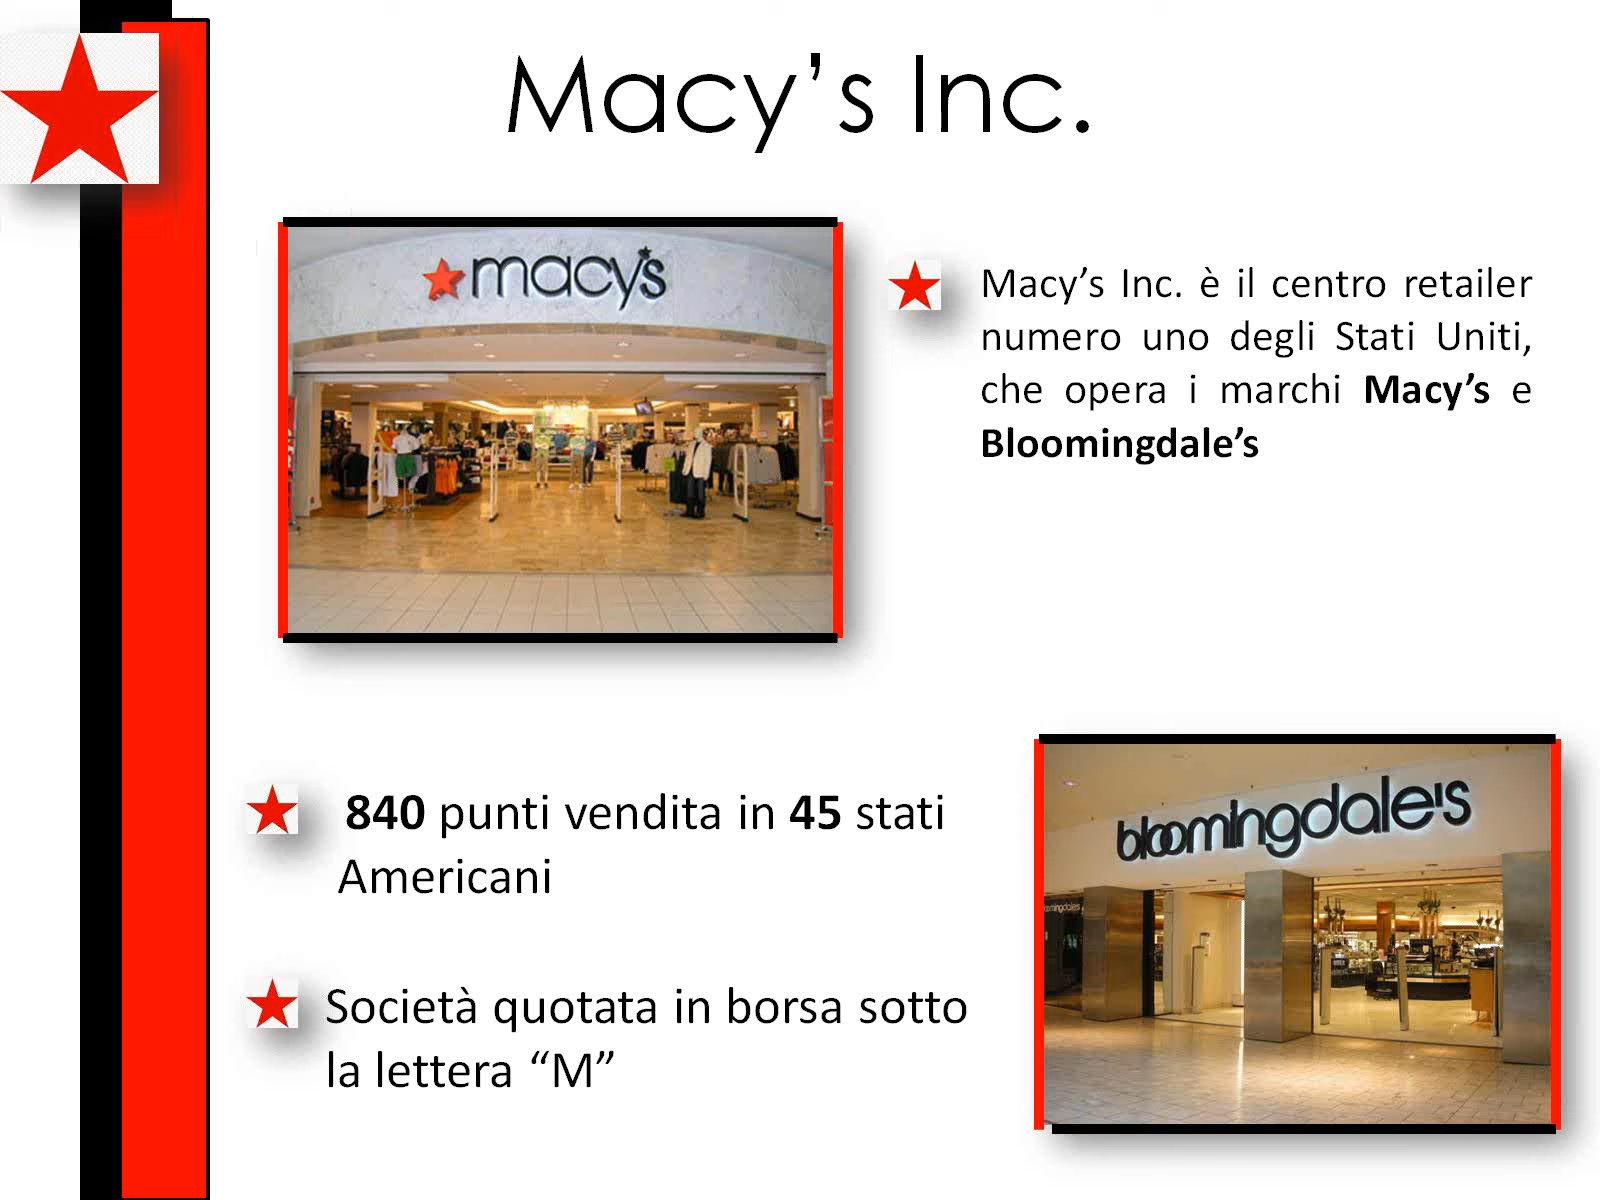 Macy’s Inc.
macy's
Macy’s Inc. è il centro retailer
numero uno degli Stati Uniti,
che opera i marchi Macy’s e
Bloomingdale’s
840 punti vendita in 45 stati
Americani
Società quotata in borsa sotto
la lettera “M”
bloomingdale's